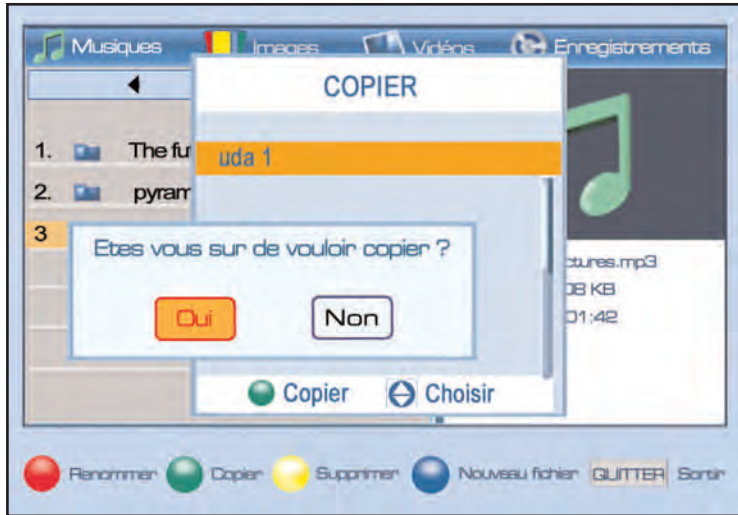 Musiques Images Vidéos Enregistrements
COPIER
1. The fu
uda 1
2. pyram
3
Etes vous sur de vouloir copier ?
ctures.mp3
08 KB
Oui Non
01:42
Copier Choisir
Renommer Copier Supprimer Nouveau fichier QUITTER Sortir